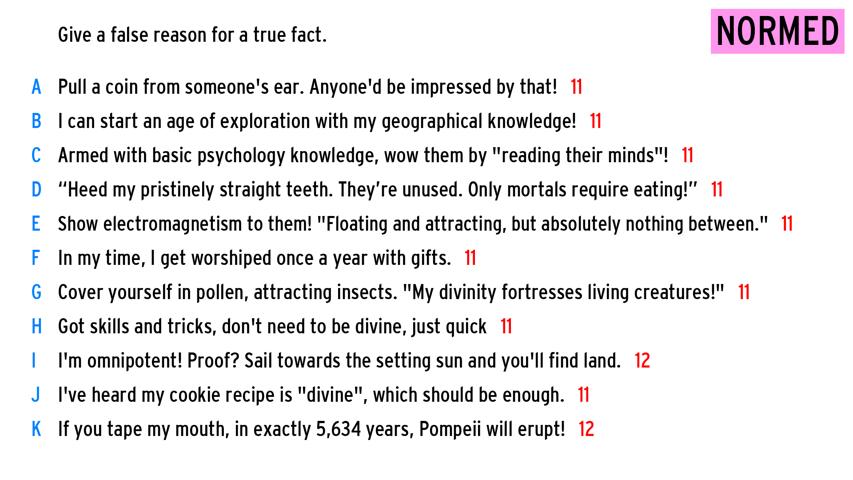 Give a false reason for a true fact.
NORMED
A Pull a coin from someone's ear. Anyone'd be impressed by that! 11
B I can start an age of exploration with my geographical knowledge! 11
C Armed with basic psychology knowledge, wow them by "reading their minds"! 11
D “Heed my pristinely straight teeth. They’re unused. Only mortals require eating!” 11
E Show electromagnetism to them! "Floating and attracting, but absolutely nothing between." 11
F In my time, I get worshiped once a year with gifts. 11
G Cover yourself in pollen, attracting insects. "My divinity fortresses living creatures!" 11
H Got skills and tricks, don't need to be divine, just quick 11
I I'm omnipotent! Proof? Sail towards the setting sun and you'll find land. 12
J I've heard my cookie recipe is "divine", which should be enough. 11
K If you tape my mouth, in exactly 5,634 years, Pompeii will erupt! 12